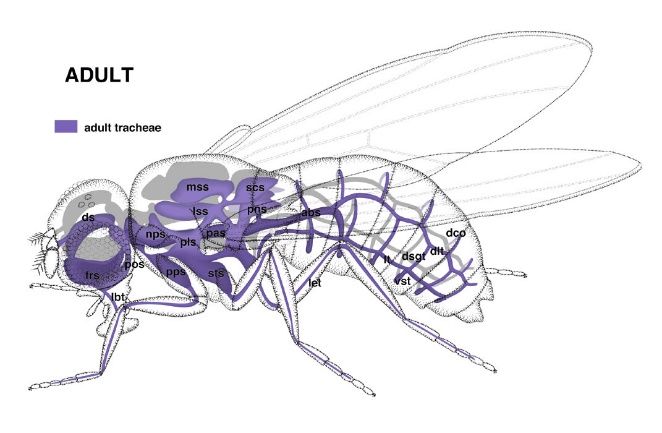 ADULT
adult tracheae
mss
scs
lss
pns
ds
abs
nps
pas
pls
dco
pos
dlt
dsgt
lt
frs
pps
sts
vst
let
lbt